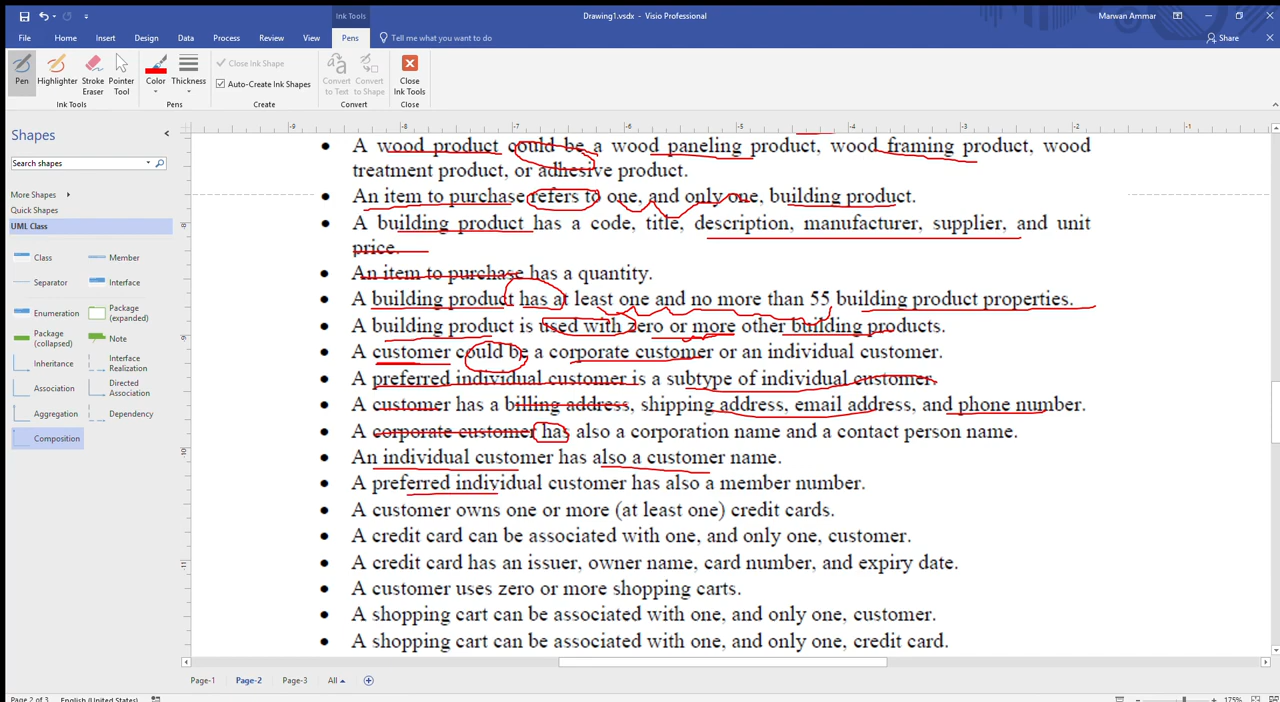 Ink Tools
Drawing1.vsdx - Visio Professional
Marwan Ammar
File Home Insert Design Data Process Review View Pens Tell me what you want to do
Share
Pen
Highlighter
Stroke Eraser
Pointer Tool
Ink Tools
Color
Thickness
Pens
Close Ink Shape
Auto-Create Ink Shapes
Create
Convert to Text
Convert to Shape
Convert
Close Ink Tools
Close
Shapes
Search shapes
More Shapes
Quick Shapes
UML Class
Class
Member
Separator
Interface
Enumeration
Package (expanded)
Package (collapsed)
Note
Inheritance
Interface Realization
Association
Directed Association
Aggregation
Dependency
Composition
-9 -8 -7 -6 -5 -4 -3 -2 -1
• A wood product could be a wood paneling product, wood framing product, wood
treatment product, or adhesive product.
• An item to purchase refers to one, and only one, building product.
• A building product has a code, title, description, manufacturer, supplier, and unit
price.
• An item to purchase has a quantity.
• A building product has at least one and no more than 55 building product properties.
• A building product is used with zero or more other building products.
• A customer could be a corporate customer or an individual customer.
• A preferred individual customer is a subtype of individual customer.
• A customer has a billing address, shipping address, email address, and phone number.
• A corporate customer has also a corporation name and a contact person name.
• An individual customer has also a customer name.
• A preferred individual customer has also a member number.
• A customer owns one or more (at least one) credit cards.
• A credit card can be associated with one, and only one, customer.
• A credit card has an issuer, owner name, card number, and expiry date.
• A customer uses zero or more shopping carts.
• A shopping cart can be associated with one, and only one, customer.
• A shopping cart can be associated with one, and only one, credit card.
Page-1 Page-2 Page-3 All
Page 2 of 3 English (United States) 175%